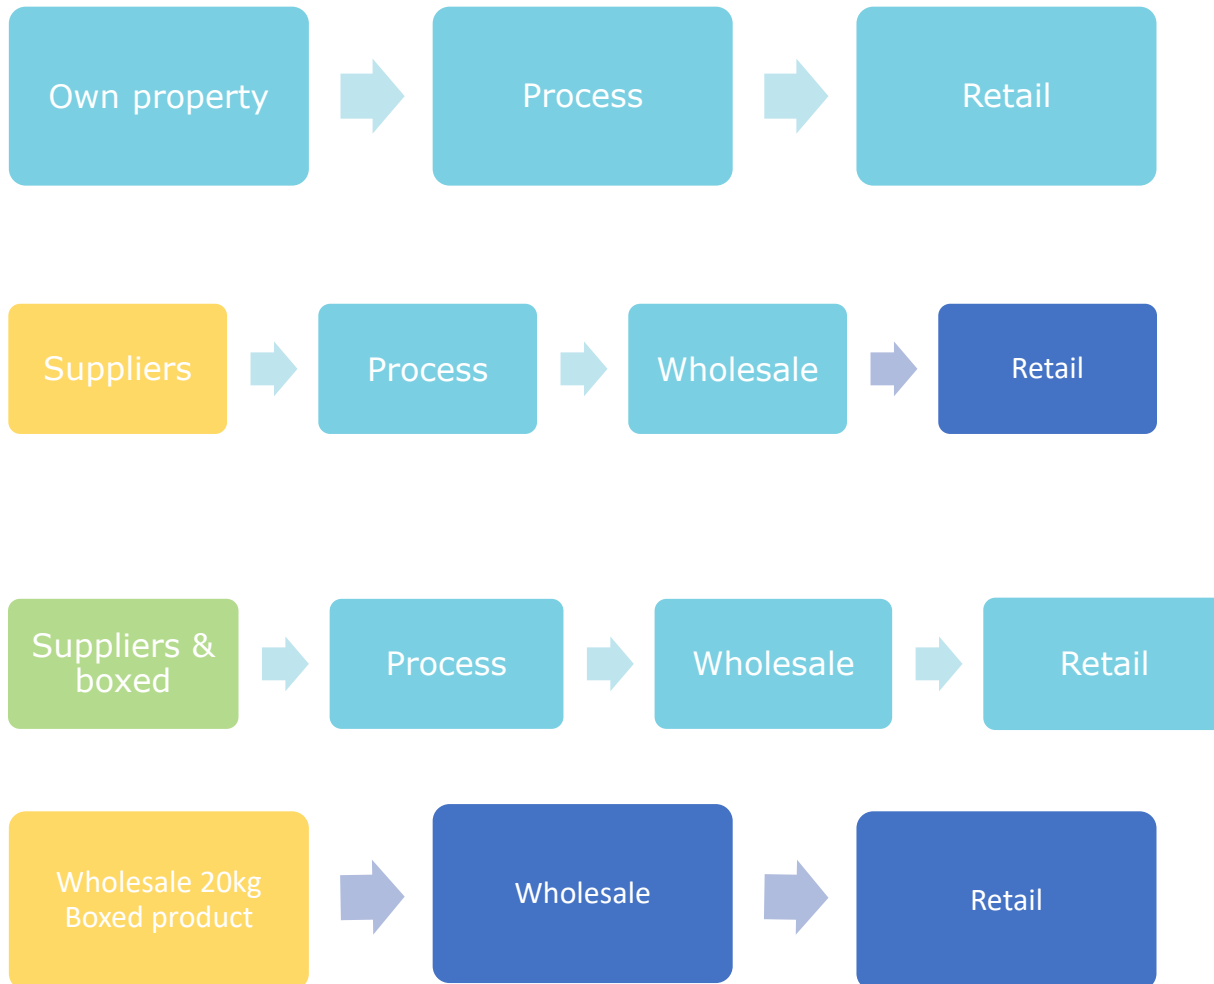 Own property
Process
Retail
Suppliers
Process
Wholesale
Retail
Suppliers &
boxed
Process
Wholesale
Retail
Wholesale 20kg
Boxed product
Wholesale
Retail